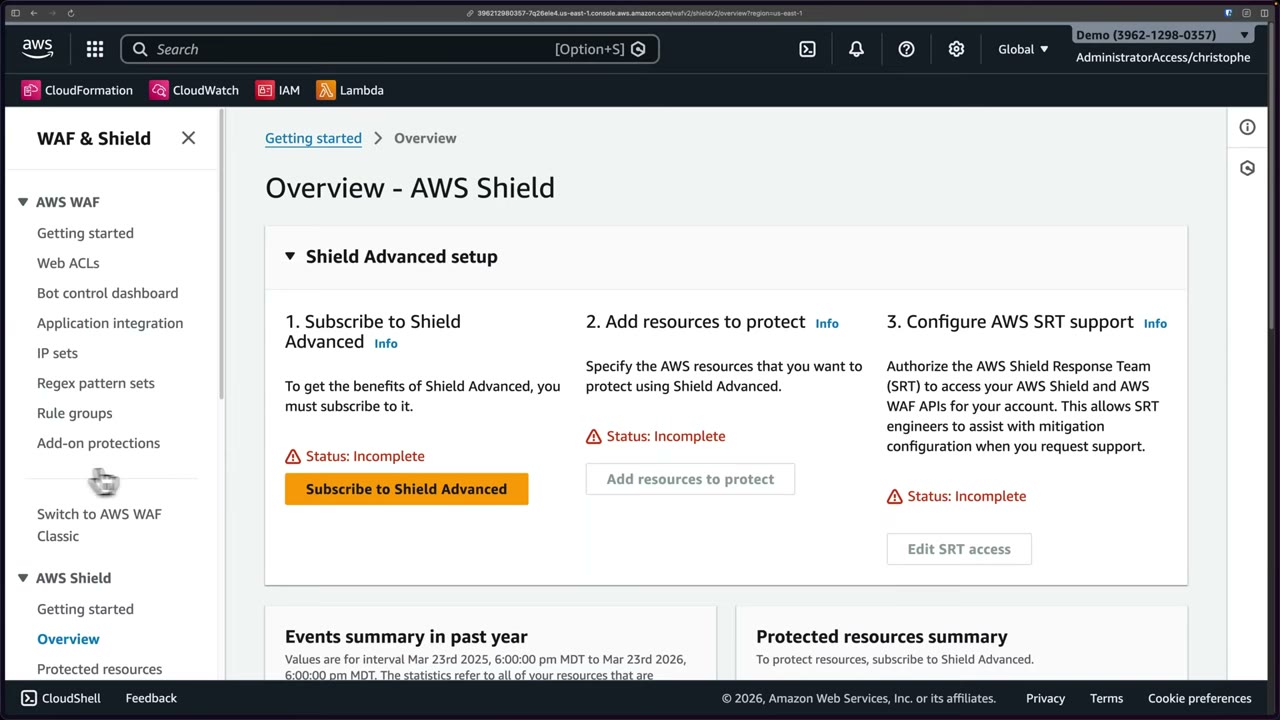 396212980357-7q26ele4.us-east-1.console.aws.amazon.com/wafv2/shieldv2/overview?region=us-east-1
aws
Search
[Option+S]
Global
Demo (3962-1298-0357)
AdministratorAccess/christophe
CloudFormation
CloudWatch
IAM
Lambda
WAF & Shield
AWS WAF
Getting started
Web ACLs
Bot control dashboard
Application integration
IP sets
Regex pattern sets
Rule groups
Add-on protections
Switch to AWS WAF
Classic
AWS Shield
Getting started
Overview
Protected resources
Getting started > Overview
Overview - AWS Shield
Shield Advanced setup
1. Subscribe to Shield
Advanced Info
To get the benefits of Shield Advanced, you
must subscribe to it.
Status: Incomplete
Subscribe to Shield Advanced
2. Add resources to protect Info
Specify the AWS resources that you want to
protect using Shield Advanced.
Status: Incomplete
Add resources to protect
3. Configure AWS SRT support Info
Authorize the AWS Shield Response Team
(SRT) to access your AWS Shield and AWS
WAF APIs for your account. This allows SRT
engineers to assist with mitigation
configuration when you request support.
Status: Incomplete
Edit SRT access
Events summary in past year
Values are for interval Mar 23rd 2025, 6:00:00 pm MDT to Mar 23rd 2026,
6:00:00 pm MDT. The statistics refer to all of your resources that are
Protected resources summary
To protect resources, subscribe to Shield Advanced.
CloudShell
Feedback
© 2026, Amazon Web Services, Inc. or its affiliates.
Privacy
Terms
Cookie preferences